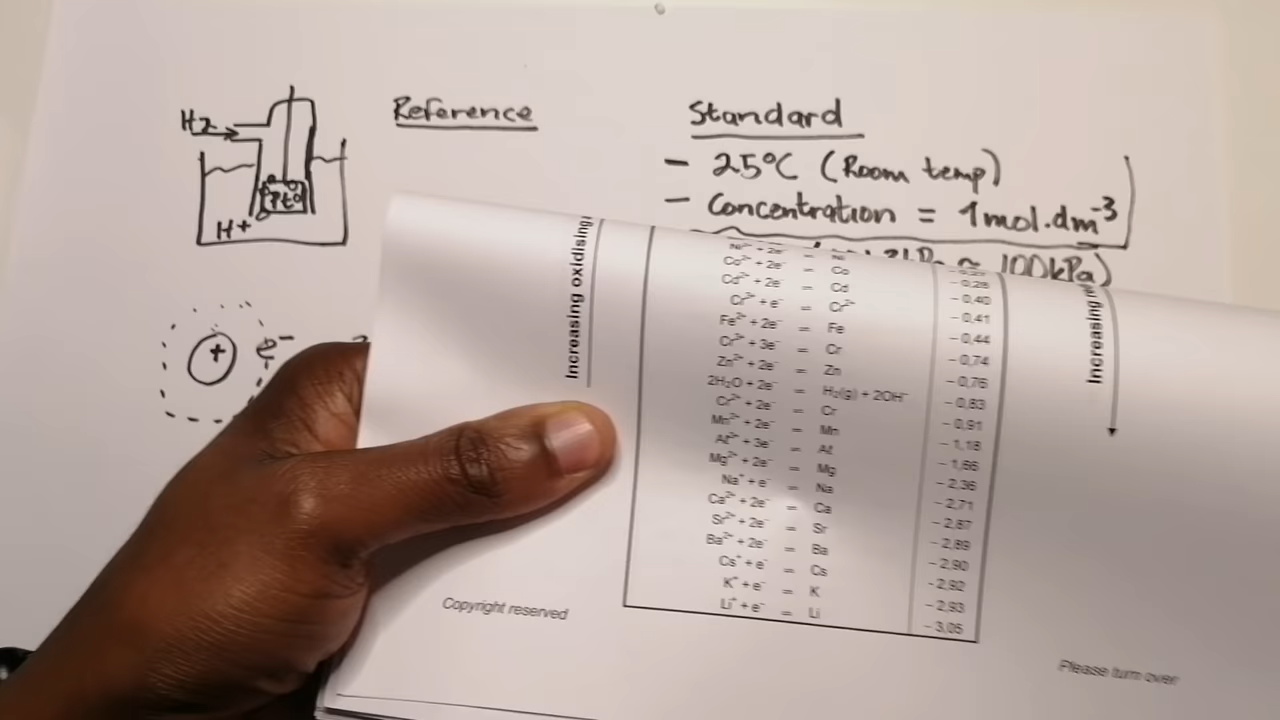 H2
Pt
H+
Reference
Standard
- 25°C (Room temp)
- Concentration = 1mol.dm⁻³
≈ 100kPa)
+
e⁻
Increasing oxidising
Co²⁺ + 2e⁻ = Co −0,28
Cd²⁺ + 2e⁻ = Cd −0,40
Cr³⁺ + e⁻ = Cr²⁺ −0,41
Fe²⁺ + 2e⁻ = Fe −0,44
Cr³⁺ + 3e⁻ = Cr −0,74
Zn²⁺ + 2e⁻ = Zn −0,76
2H₂O + 2e⁻ = H₂(g) + 2OH⁻ −0,83
Cr²⁺ + 2e⁻ = Cr −0,91
Mn²⁺ + 2e⁻ = Mn −1,18
Aℓ³⁺ + 3e⁻ = Aℓ −1,66
Mg²⁺ + 2e⁻ = Mg −2,36
Na⁺ + e⁻ = Na −2,71
Ca²⁺ + 2e⁻ = Ca −2,87
Sr²⁺ + 2e⁻ = Sr −2,89
Ba²⁺ + 2e⁻ = Ba −2,90
Cs⁺ + e⁻ = Cs −2,92
K⁺ + e⁻ = K −2,93
Li⁺ + e⁻ = Li −3,05
Increasing
Copyright reserved
Please turn over